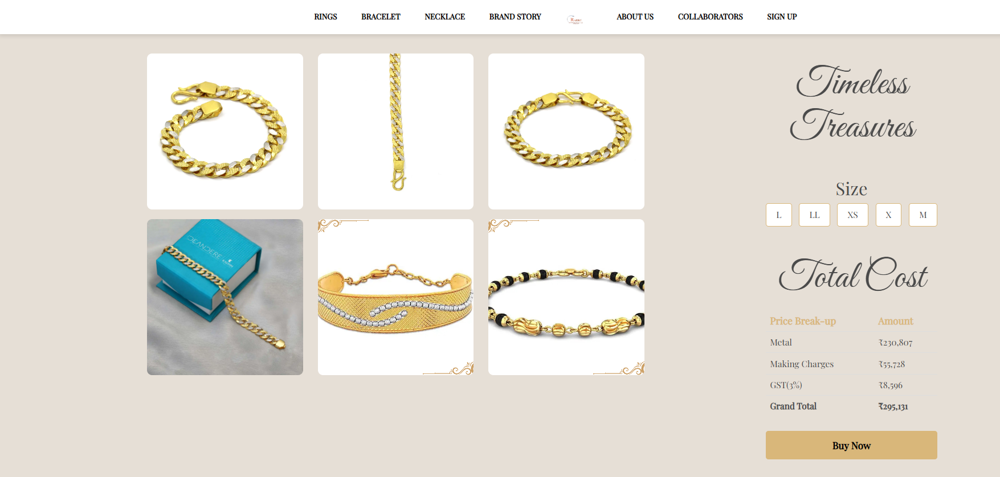 RINGS BRACELET NECKLACE BRAND STORY ABOUT US COLLABORATORS SIGN UP
Timeless
Treasures
Size
L LL XS X M
Total Cost
Price Break-up Amount
Metal ₹230,807
Making Charges ₹55,728
GST(3%) ₹8,596
Grand Total ₹295,131
Buy Now